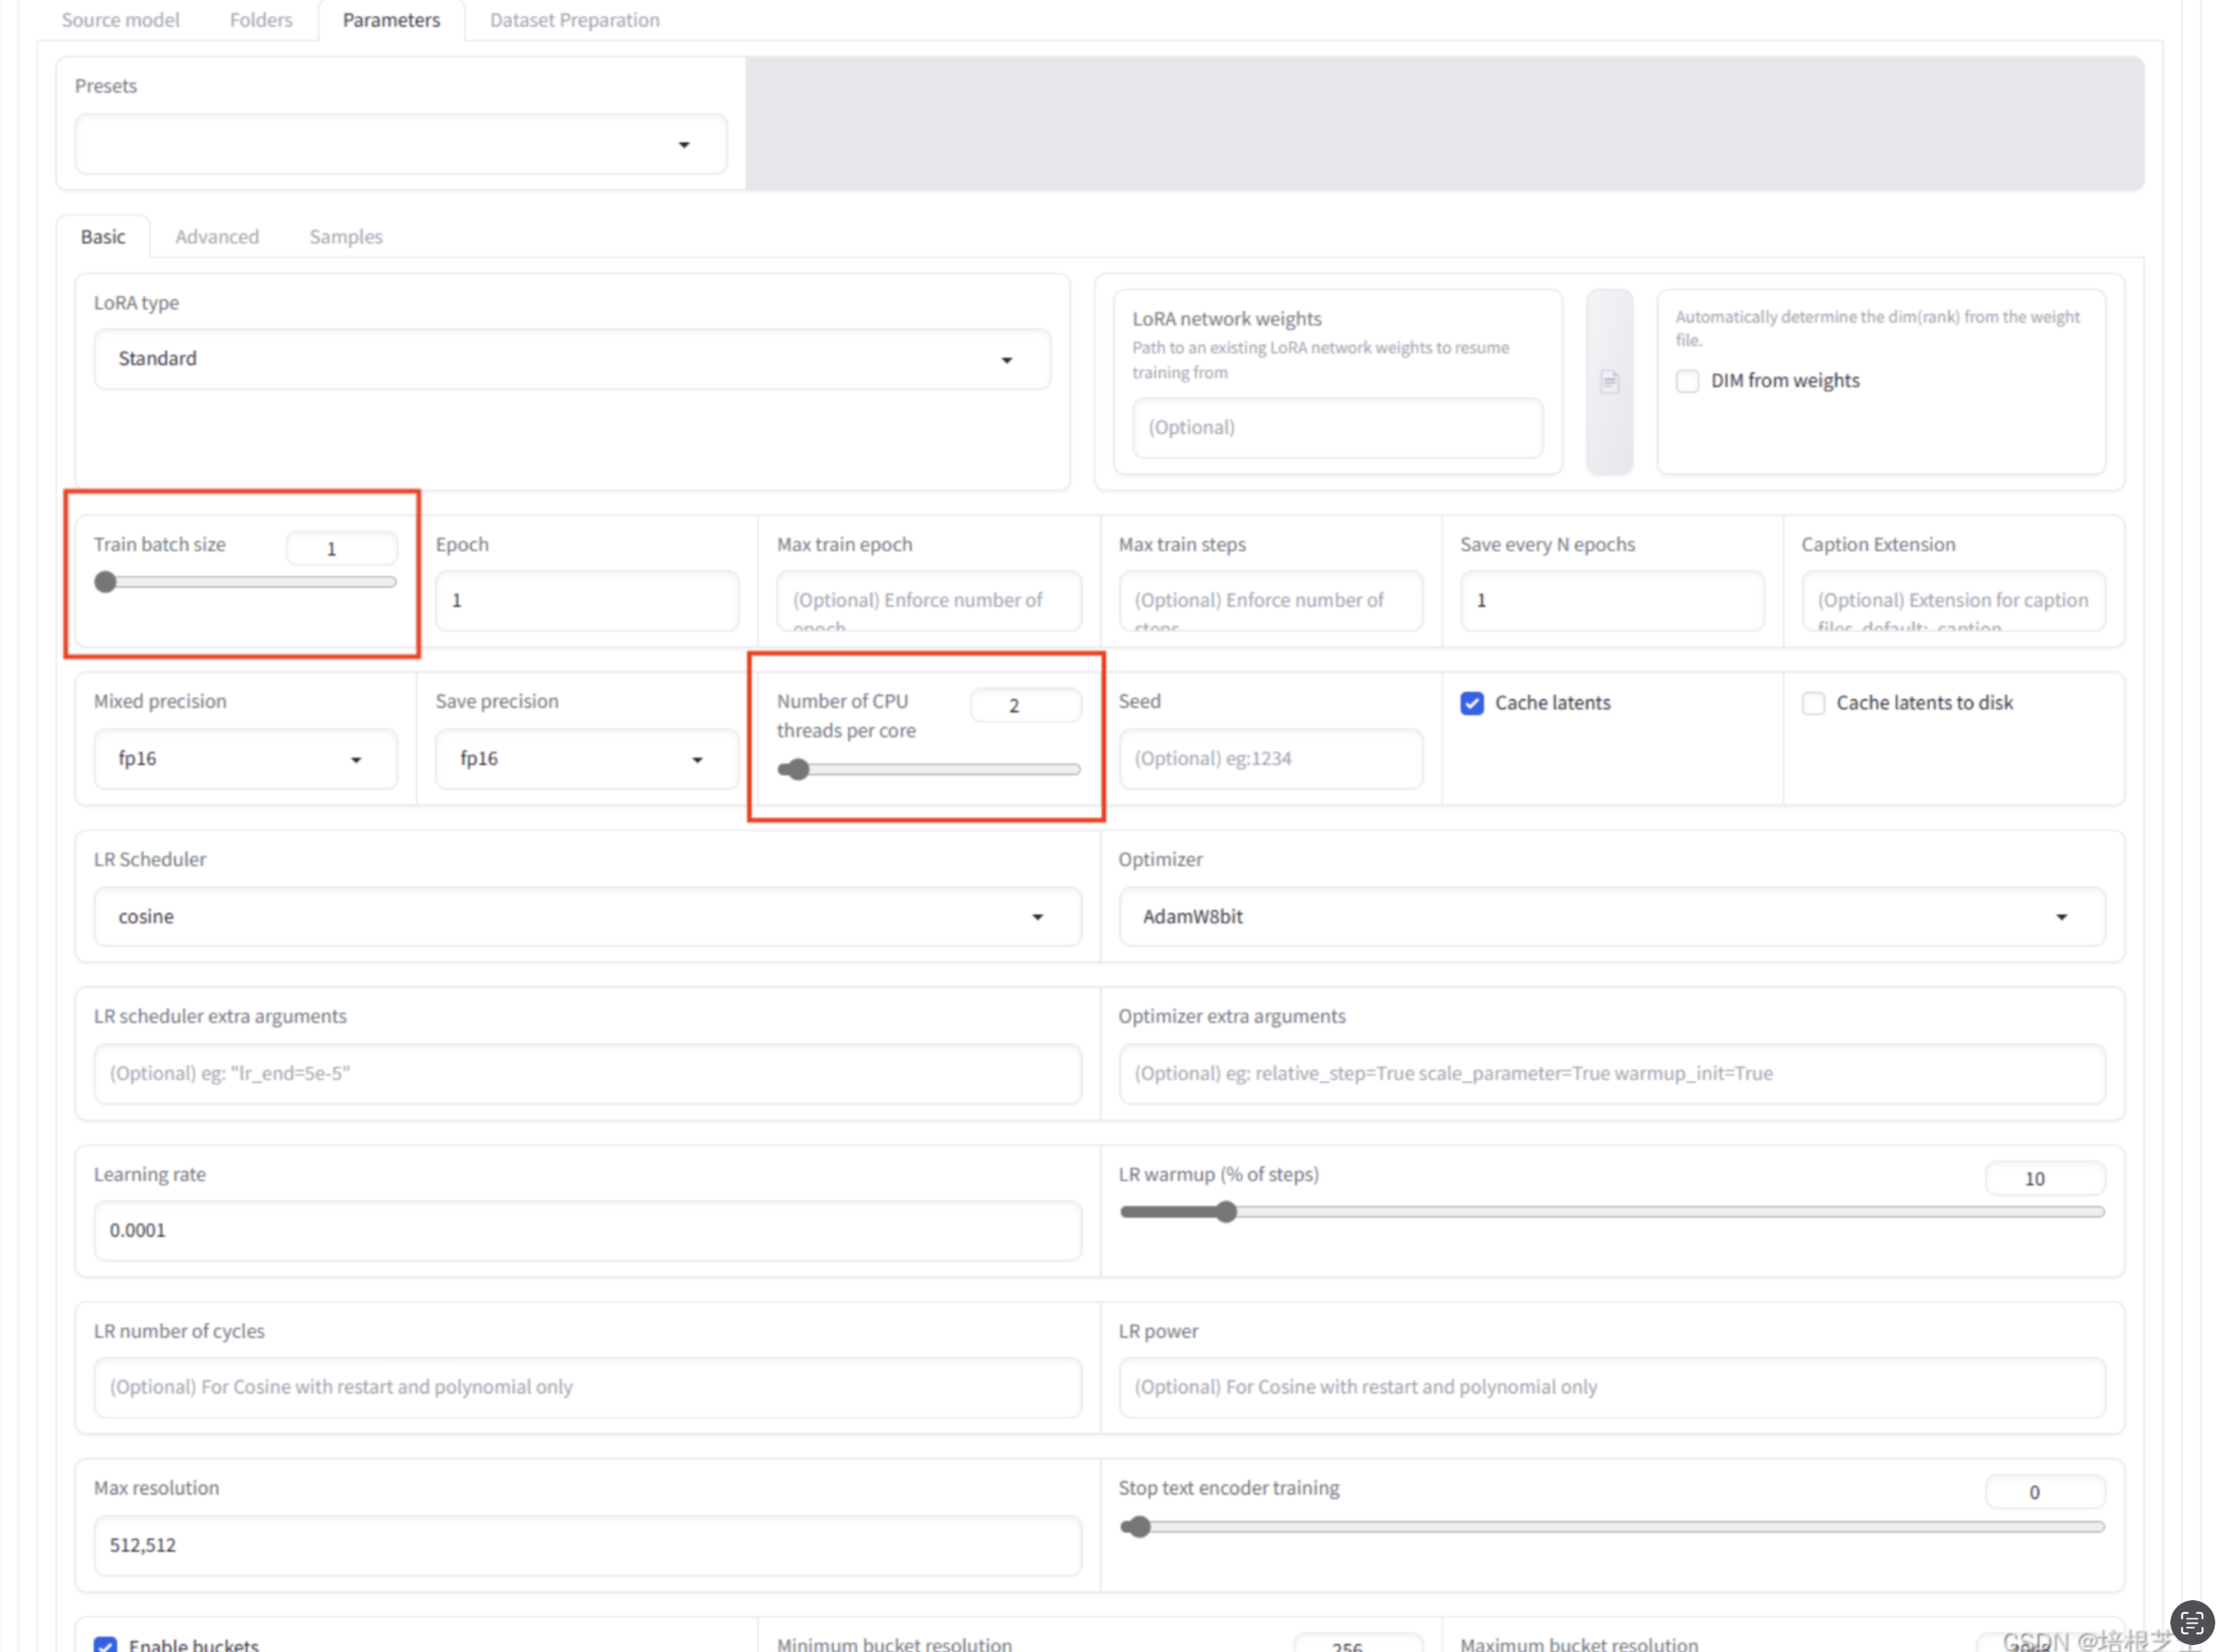 Source model Folders Parameters Dataset Preparation
Presets
Basic Advanced Samples
LoRA type
Standard
LoRA network weights
Path to an existing LoRA network weights to resume
training from
(Optional)
Automatically determine the dim(rank) from the weight
file.
DIM from weights
Train batch size 1
Epoch
1
Max train epoch
(Optional) Enforce number of
epoch
Max train steps
(Optional) Enforce number of
steps
Save every N epochs
1
Caption Extension
(Optional) Extension for caption
files. default: .caption
Mixed precision
fp16
Save precision
fp16
Number of CPU
threads per core
2
Seed
(Optional) eg:1234
Cache latents
Cache latents to disk
LR Scheduler
cosine
Optimizer
AdamW8bit
LR scheduler extra arguments
(Optional) eg: "lr_end=5e-5"
Optimizer extra arguments
(Optional) eg: relative_step=True scale_parameter=True warmup_init=True
Learning rate
0.0001
LR warmup (% of steps) 10
LR number of cycles
(Optional) For Cosine with restart and polynomial only
LR power
(Optional) For Cosine with restart and polynomial only
Max resolution
512,512
Stop text encoder training 0
Enable buckets
Minimum bucket resolution 256
Maximum bucket resolution
CSDN @培根芝士